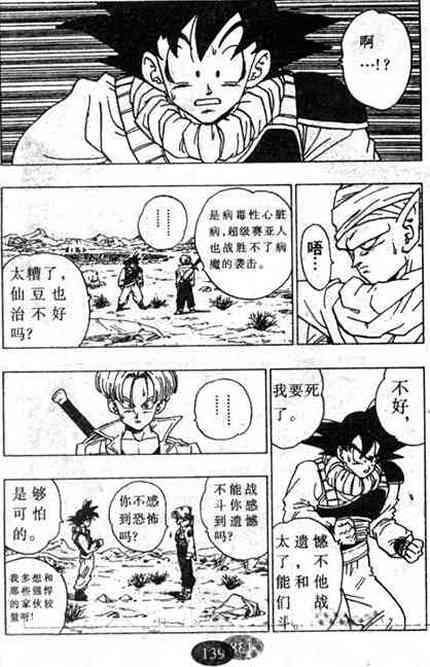 啊
…!?
唔…
是病毒性心脏
病,超级赛亚人
也战胜不了病
魔的袭击。
……
太糟了,
仙豆也
治不好
吗?
不好,
我要死
了。
太遗憾
了,不
能和他
们战
斗。
……
不能战
斗你感
到遗憾
吗?
你不感
到恐怖
吗?
是够
可怕
的。
我多想和
那些强悍
的家伙较
量呀!
139